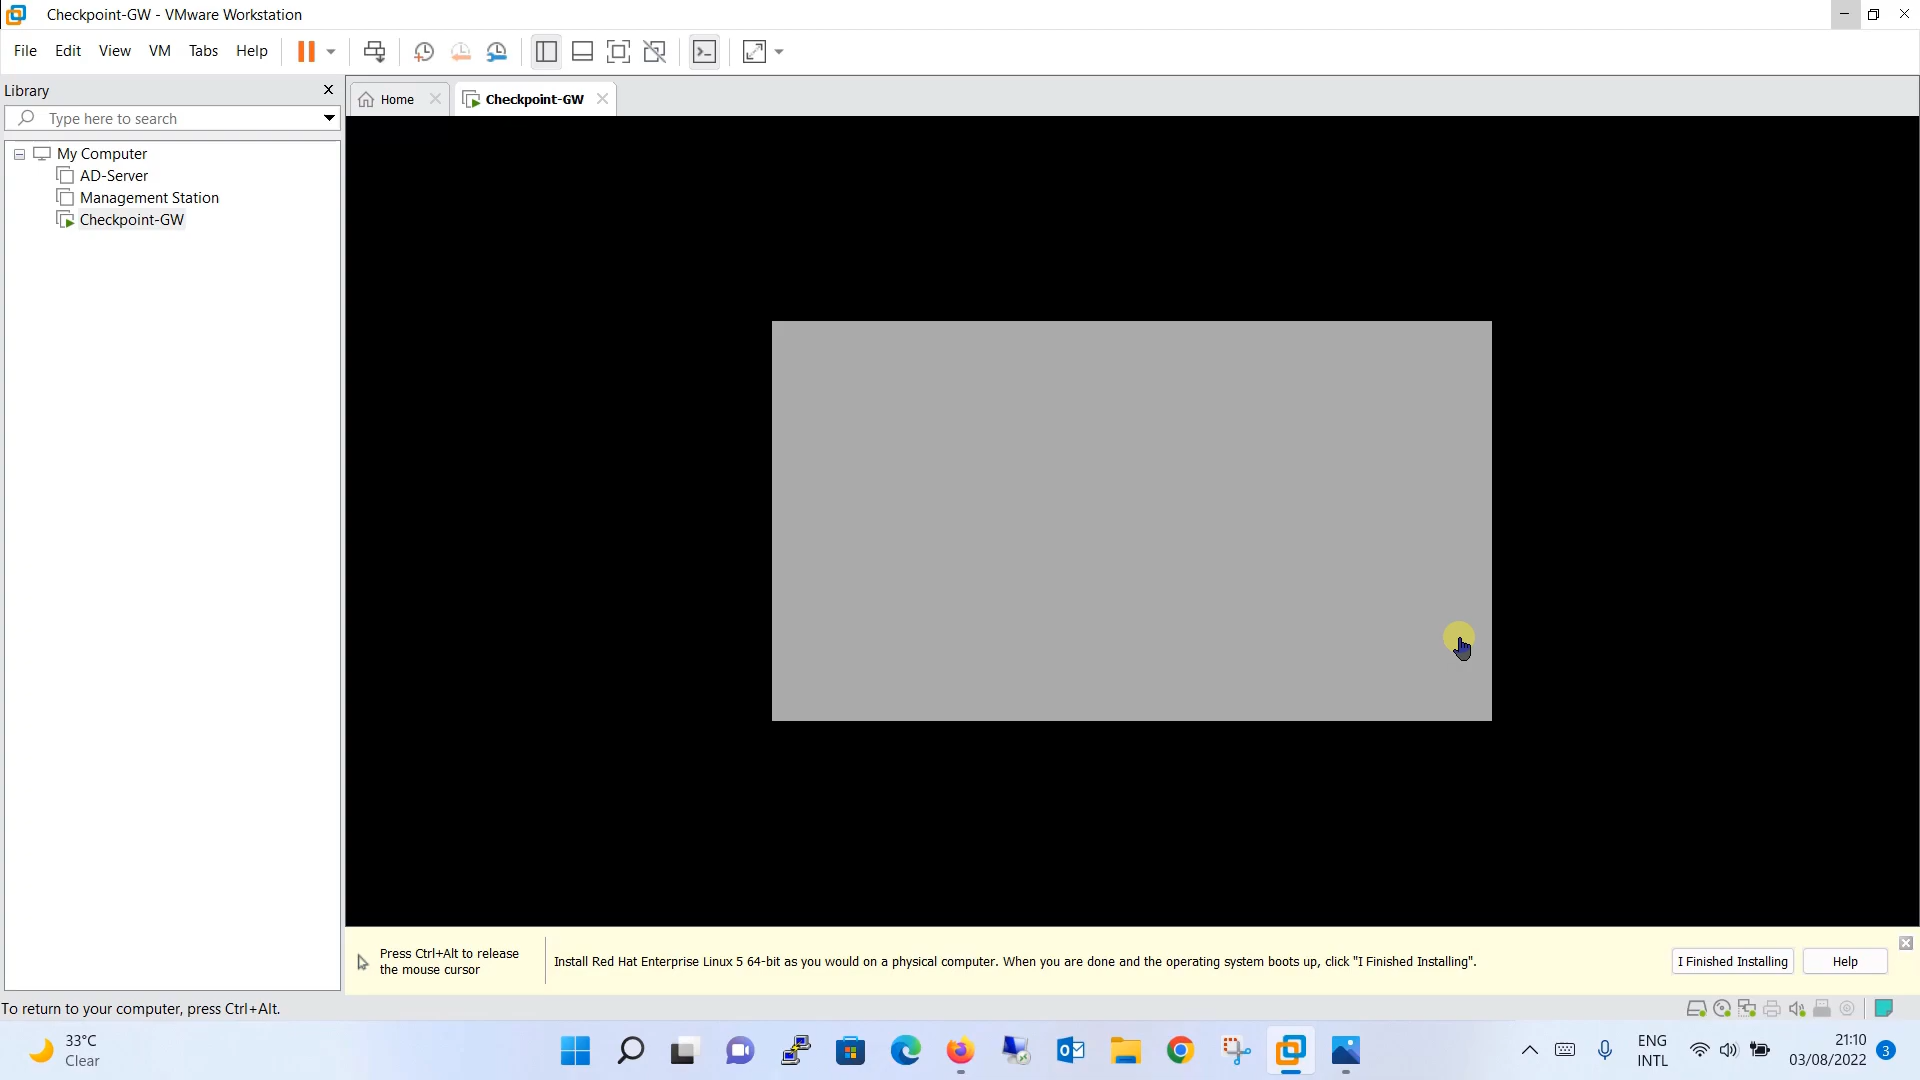 Checkpoint-GW - VMware Workstation
File Edit View VM Tabs Help
Library
Type here to search
My Computer
AD-Server
Management Station
Checkpoint-GW
Home
Checkpoint-GW
Press Ctrl+Alt to release
the mouse cursor
Install Red Hat Enterprise Linux 5 64-bit as you would on a physical computer. When you are done and the operating system boots up, click "I Finished Installing".
I Finished Installing
Help
To return to your computer, press Ctrl+Alt.
33°C
Clear
ENG
INTL
21:10
03/08/2022
3